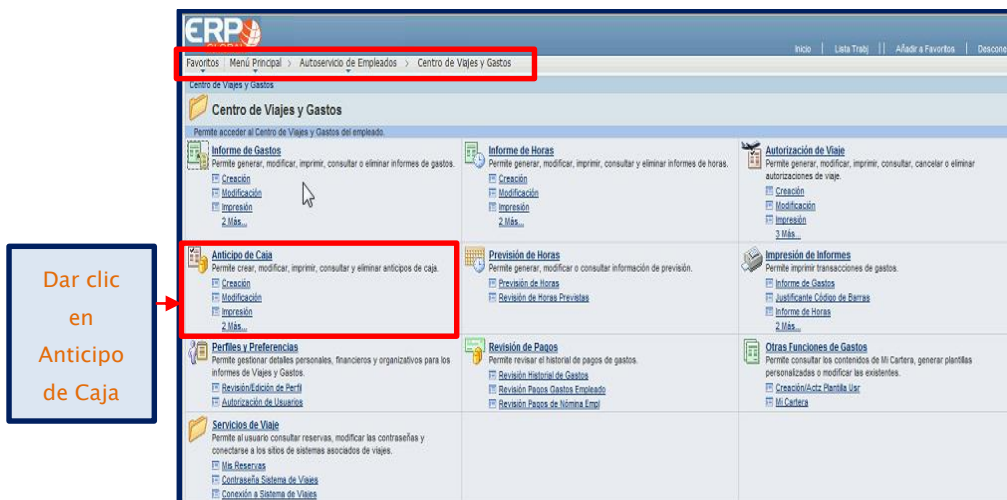 ERP
GLOBAL
Inicio | Lista Trabj || Añadir a Favoritos | Descone
Favoritos | Menú Principal > Autoservicio de Empleados > Centro de Viajes y Gastos
Centro de Viajes y Gastos
Centro de Viajes y Gastos
Permite acceder al Centro de Viajes y Gastos del empleado.
Informe de Gastos
Permite generar, modificar, imprimir, consultar o eliminar informes de gastos.
Creación
Modificación
Impresión
2 Más...
Informe de Horas
Permite generar, modificar, imprimir, consultar y eliminar informes de horas.
Creación
Modificación
Impresión
2 Más...
Autorización de Viaje
Permite generar, modificar, imprimir, consultar, cancelar o eliminar
autorizaciones de viaje.
Creación
Modificación
Impresión
3 Más...
Dar clic
en
Anticipo
de Caja
Anticipo de Caja
Permite crear, modificar, imprimir, consultar y eliminar anticipos de caja.
Creación
Modificación
Impresión
2 Más...
Previsión de Horas
Permite generar, modificar o consultar información de previsión.
Previsión de Horas
Revisión de Horas Previstas
Impresión de Informes
Permite imprimir transacciones de gastos.
Informe de Gastos
Justificante Código de Barras
Informe de Horas
2 Más...
Perfiles y Preferencias
Permite gestionar detalles personales, financieros y organizativos para los
informes de Viajes y Gastos.
Revisión/Edición de Perfil
Autorización de Usuarios
Revisión de Pagos
Permite revisar el historial de pagos de gastos.
Revisión Historial de Gastos
Revisión Pagos Gastos Empleado
Revisión Pagos de Nómina Empl
Otras Funciones de Gastos
Permite consultar los contenidos de Mi Cartera, generar plantillas
personalizadas o modificar las existentes.
Creación/Actz Plantilla Usr
Mi Cartera
Servicios de Viaje
Permite al usuario consultar reservas, modificar las contraseñas y
conectarse a los sitios de sistemas asociados de viajes.
Mis Reservas
Contraseña Sistema de Viajes
Conexión a Sistema de Viajes